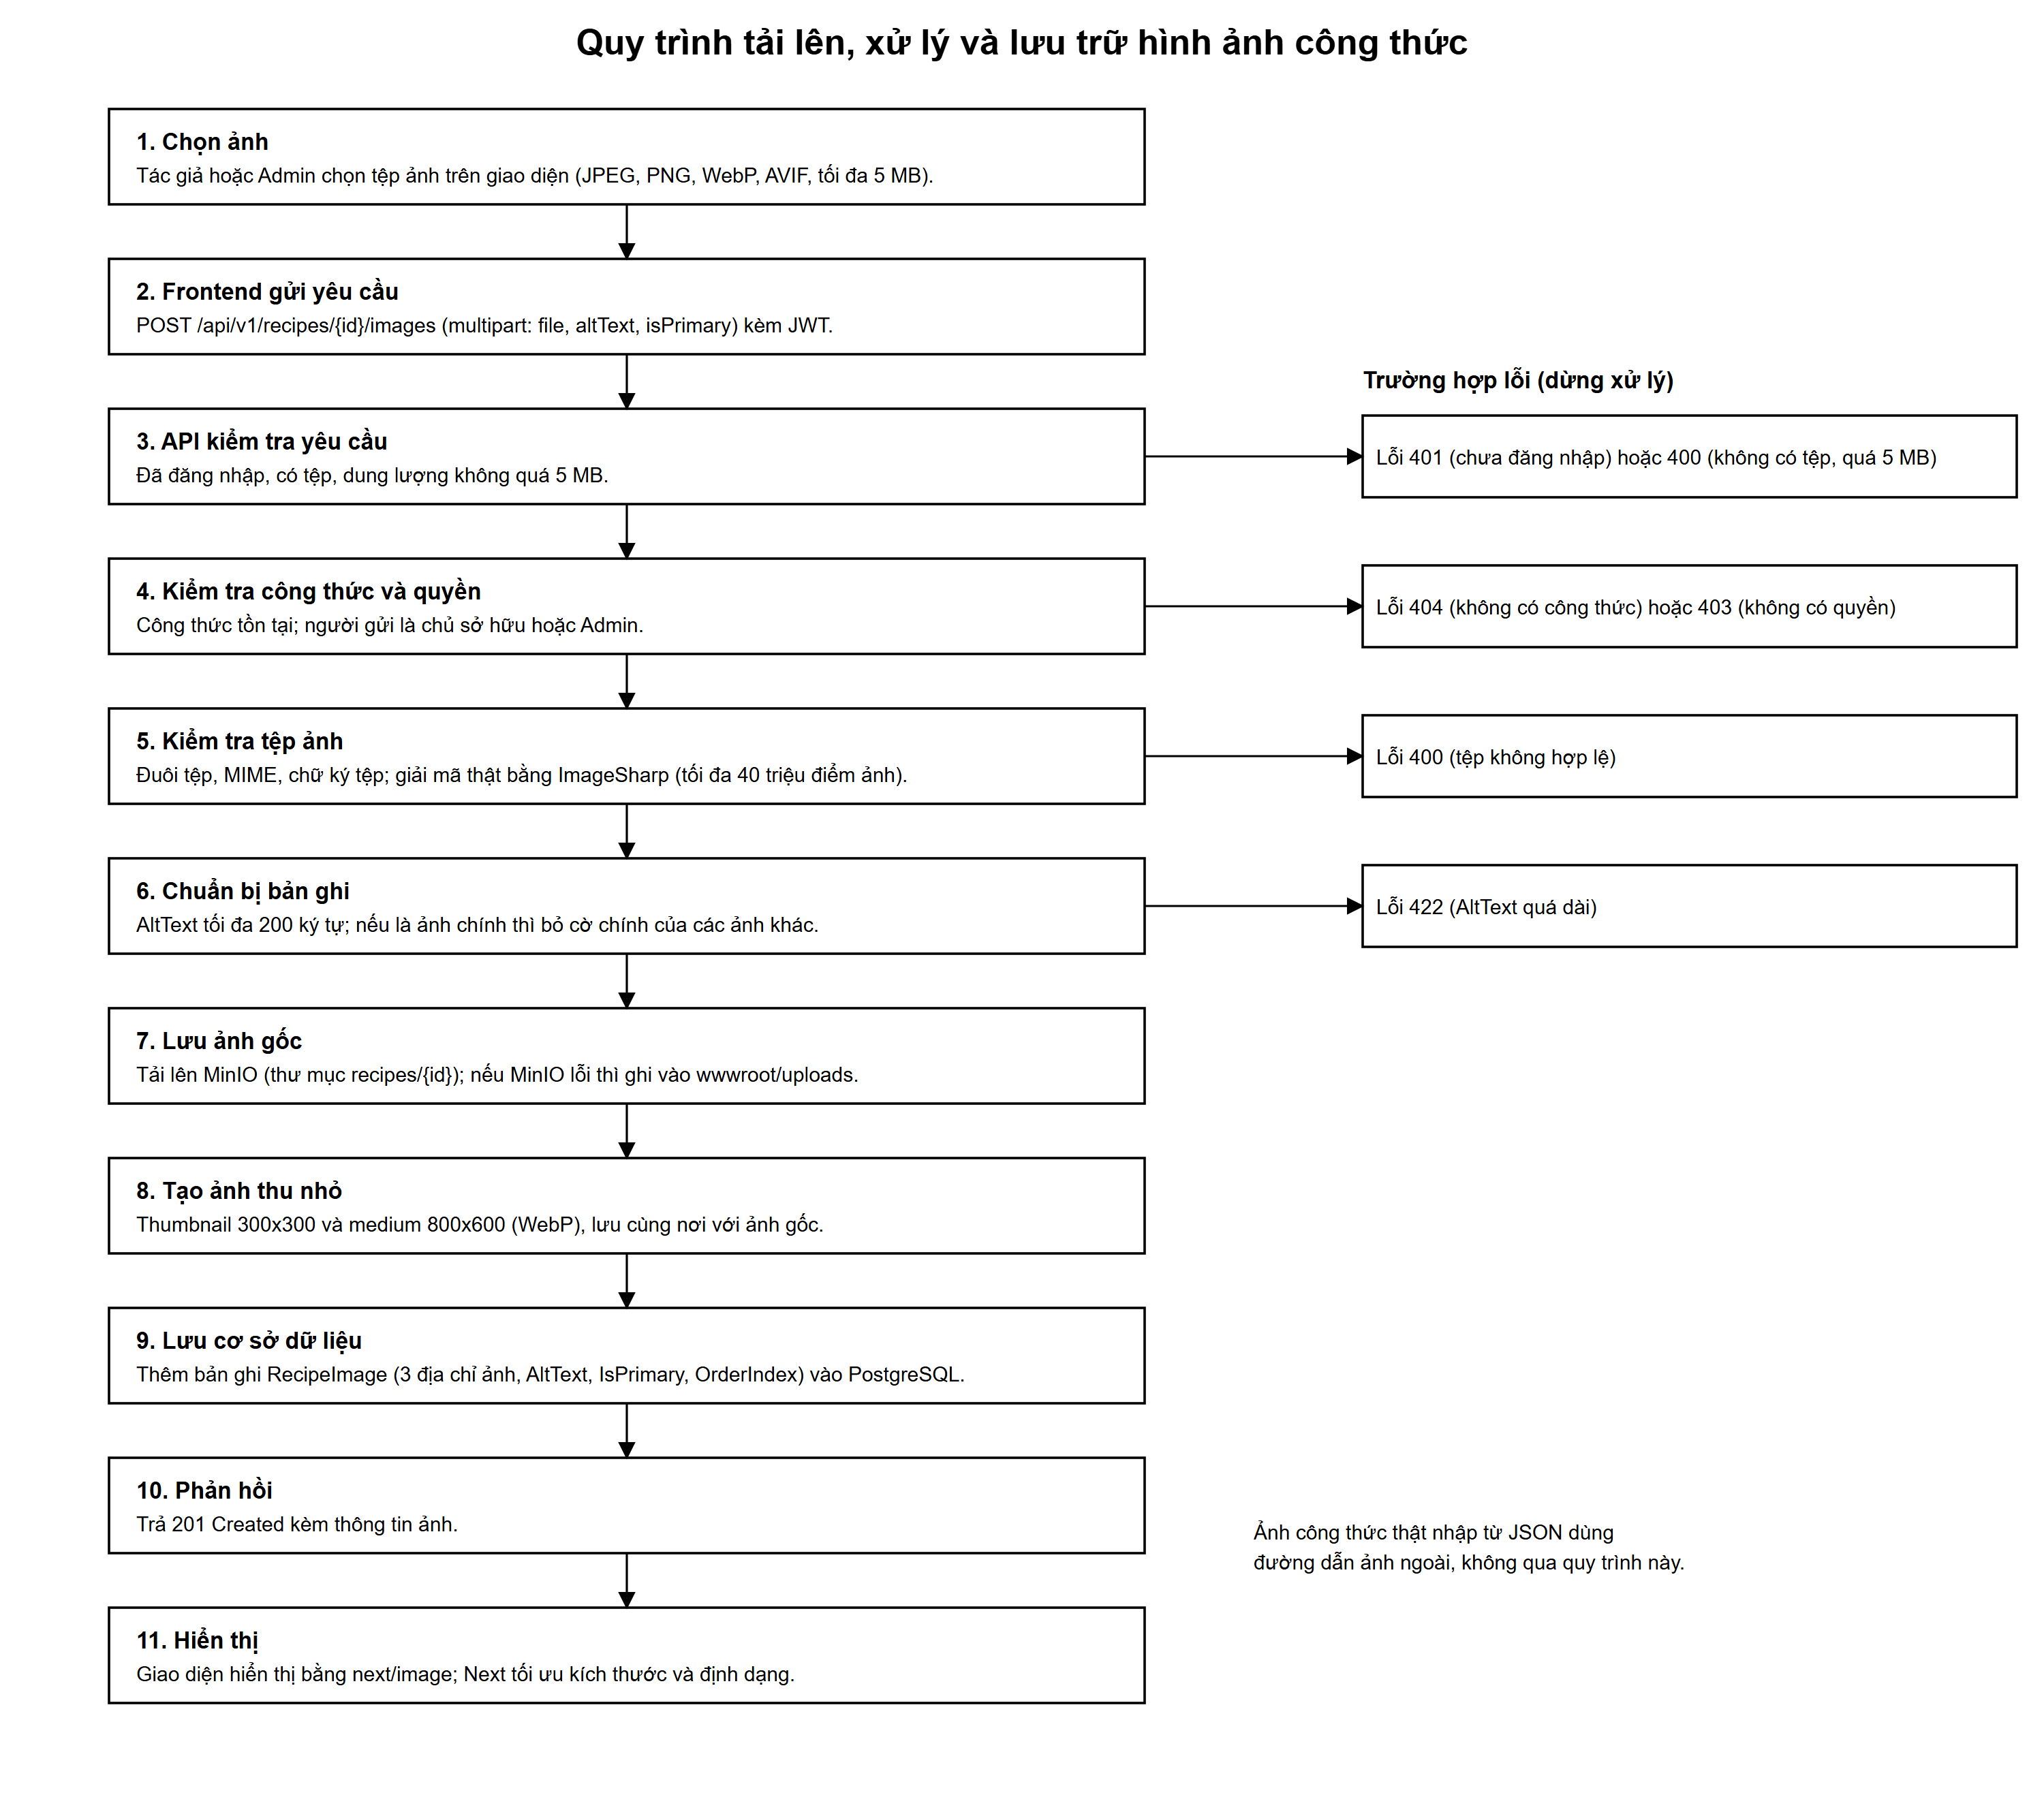 Quy trình tải lên, xử lý và lưu trữ hình ảnh công thức
1. Chọn ảnh
Tác giả hoặc Admin chọn tệp ảnh trên giao diện (JPEG, PNG, WebP, AVIF, tối đa 5 MB).
2. Frontend gửi yêu cầu
POST /api/v1/recipes/{id}/images (multipart: file, altText, isPrimary) kèm JWT.
Trường hợp lỗi (dừng xử lý)
3. API kiểm tra yêu cầu
Đã đăng nhập, có tệp, dung lượng không quá 5 MB.
Lỗi 401 (chưa đăng nhập) hoặc 400 (không có tệp, quá 5 MB)
4. Kiểm tra công thức và quyền
Công thức tồn tại; người gửi là chủ sở hữu hoặc Admin.
Lỗi 404 (không có công thức) hoặc 403 (không có quyền)
5. Kiểm tra tệp ảnh
Đuôi tệp, MIME, chữ ký tệp; giải mã thật bằng ImageSharp (tối đa 40 triệu điểm ảnh).
Lỗi 400 (tệp không hợp lệ)
6. Chuẩn bị bản ghi
AltText tối đa 200 ký tự; nếu là ảnh chính thì bỏ cờ chính của các ảnh khác.
Lỗi 422 (AltText quá dài)
7. Lưu ảnh gốc
Tải lên MinIO (thư mục recipes/{id}); nếu MinIO lỗi thì ghi vào wwwroot/uploads.
8. Tạo ảnh thu nhỏ
Thumbnail 300x300 và medium 800x600 (WebP), lưu cùng nơi với ảnh gốc.
9. Lưu cơ sở dữ liệu
Thêm bản ghi RecipeImage (3 địa chỉ ảnh, AltText, IsPrimary, OrderIndex) vào PostgreSQL.
10. Phản hồi
Trả 201 Created kèm thông tin ảnh.
Ảnh công thức thật nhập từ JSON dùng
đường dẫn ảnh ngoài, không qua quy trình này.
11. Hiển thị
Giao diện hiển thị bằng next/image; Next tối ưu kích thước và định dạng.